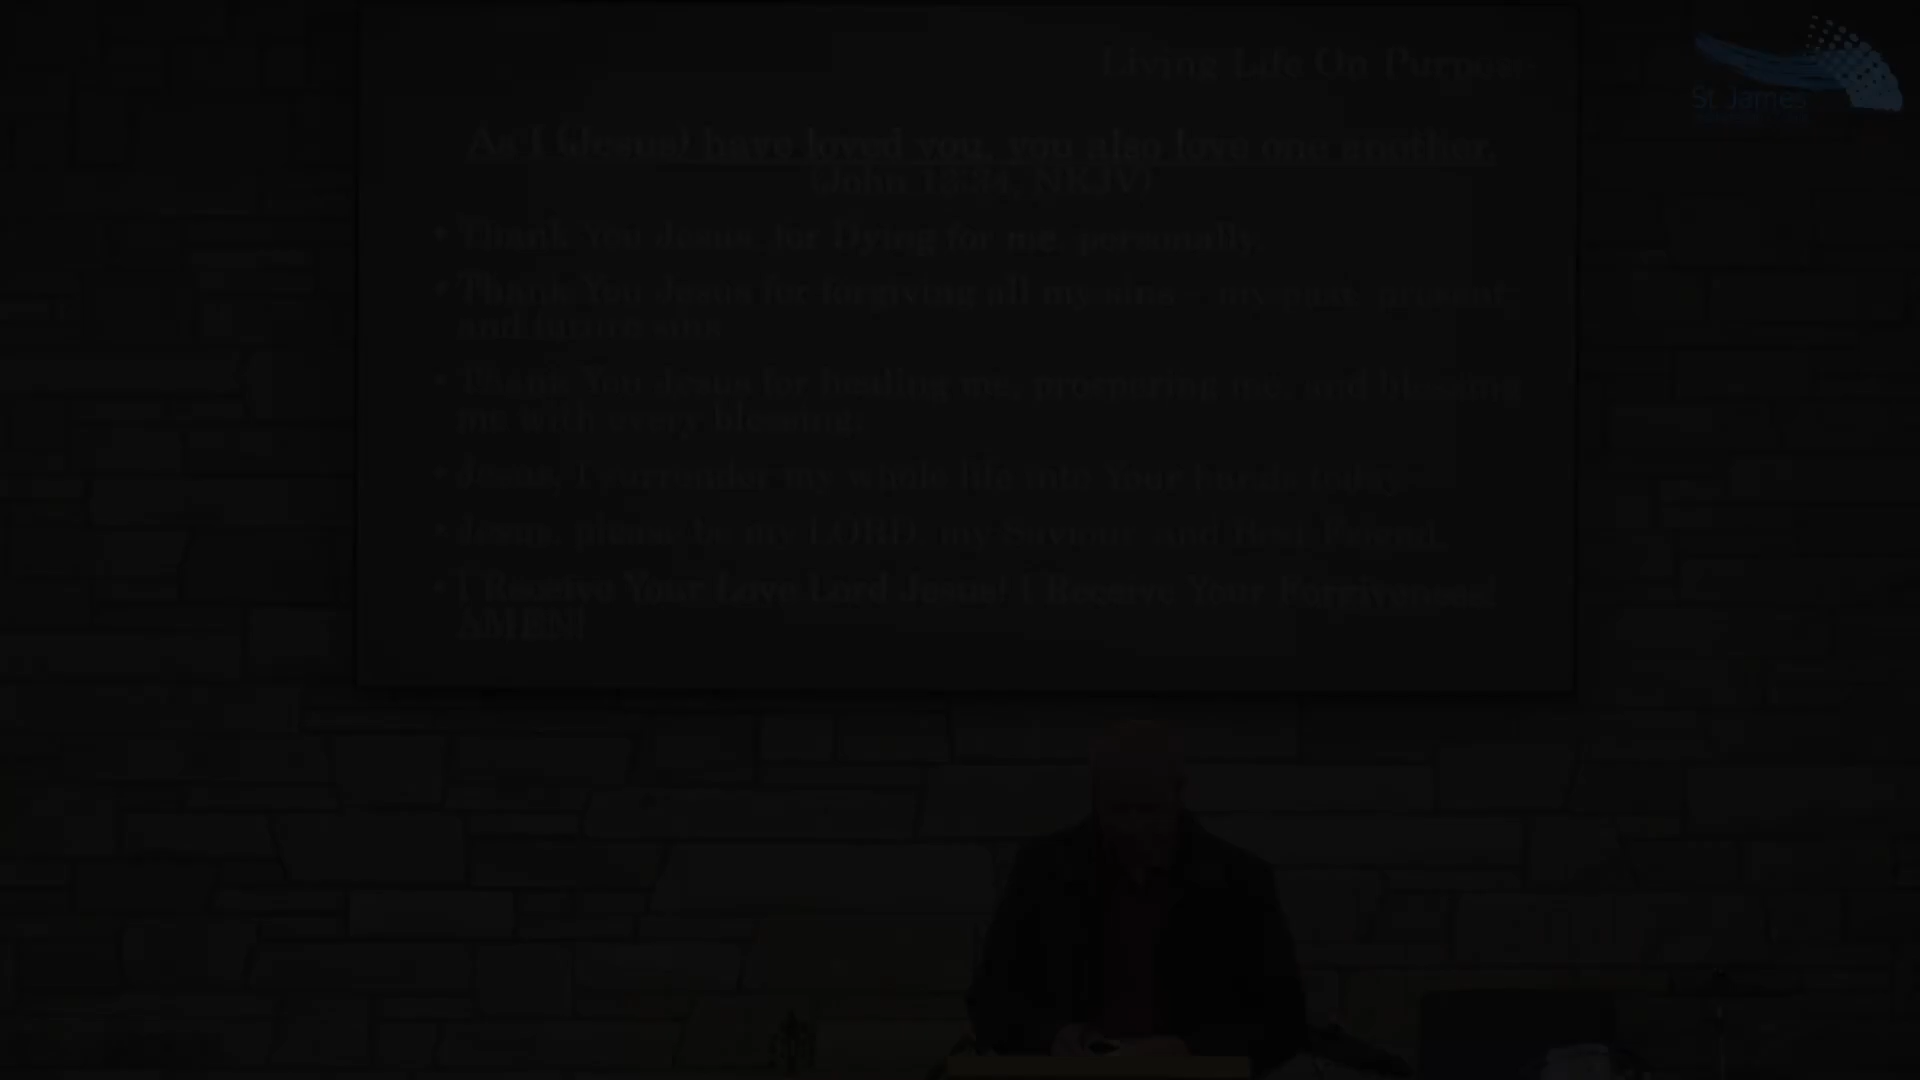 Living Life On Purpose
As I (Jesus) have loved you, you also love one another.
(John 13:34, NKJV)
• Thank You Jesus, for Dying for me, personally.
• Thank You Jesus for forgiving all my sins – my past, present,
and future sins.
• Thank You Jesus for healing me, prospering me, and blessing
me with every blessing.
• Jesus, I surrender my whole life into Your hands today.
• Jesus, please be my LORD, my Saviour, and Best Friend.
• I Receive Your Love Lord Jesus! I Receive Your Forgiveness!
AMEN!
St. James